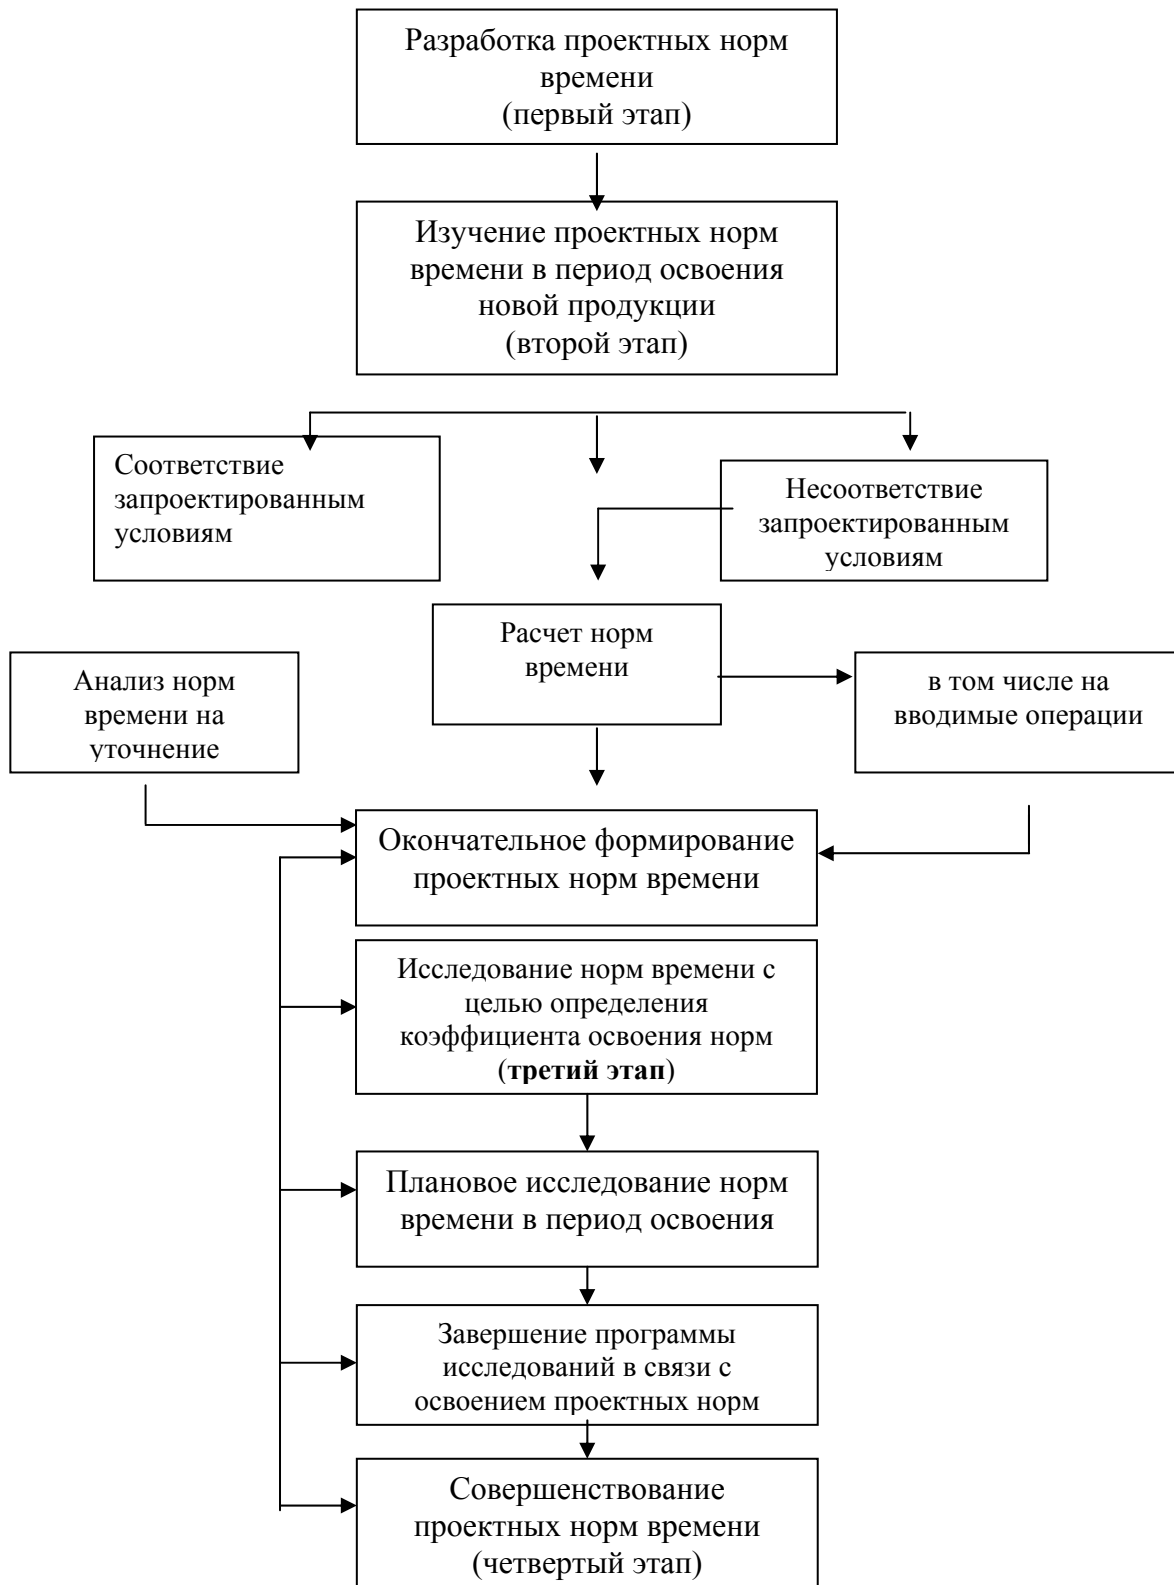 Разработка проектных норм
времени
(первый этап)
Изучение проектных норм
времени в период освоения
новой продукции
(второй этап)
Соответствие
запроектированным
условиям
Несоответствие
запроектированным
условиям
Расчет норм
времени
Анализ норм
времени на
уточнение
в том числе на
вводимые операции
Окончательное формирование
проектных норм времени
Исследование норм времени с
целью определения
коэффициента освоения норм
(третий этап)
Плановое исследование норм
времени в период освоения
Завершение программы
исследований в связи с
освоением проектных норм
Совершенствование
проектных норм времени
(четвертый этап)